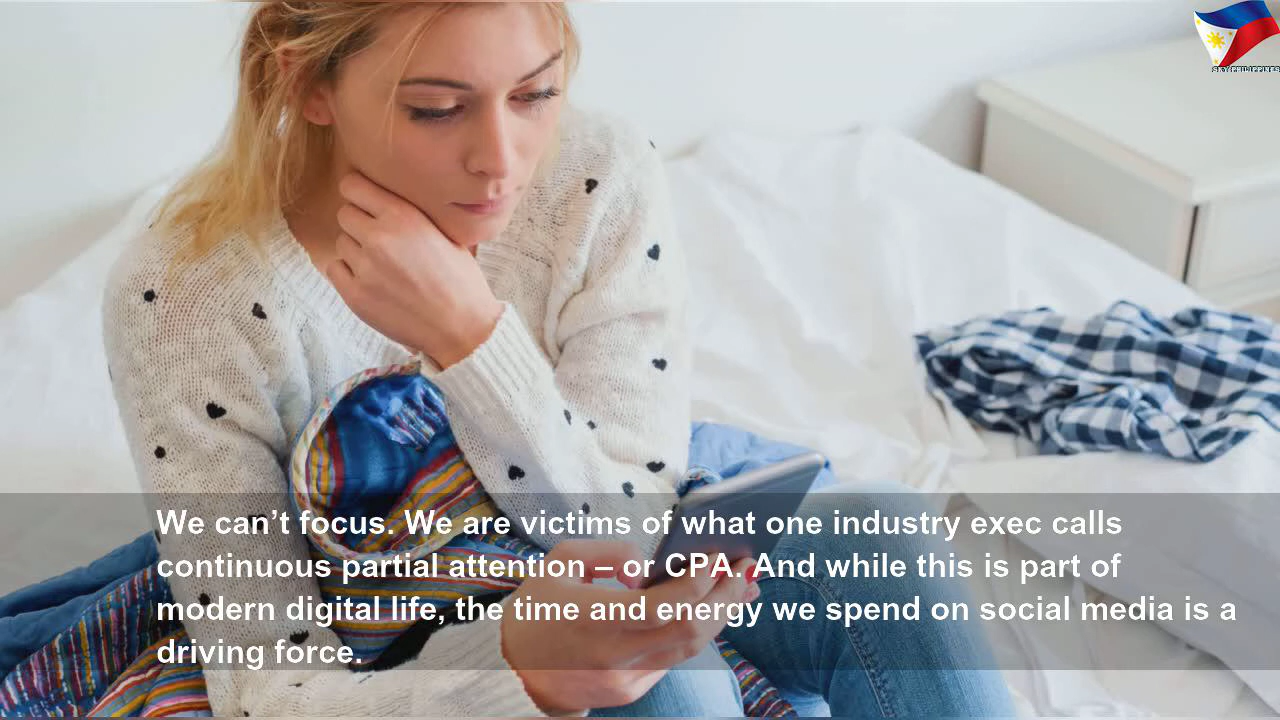 SKYPHILIPPINES
We can’t focus. We are victims of what one industry exec calls
continuous partial attention – or CPA. And while this is part of
modern digital life, the time and energy we spend on social media is a
driving force.